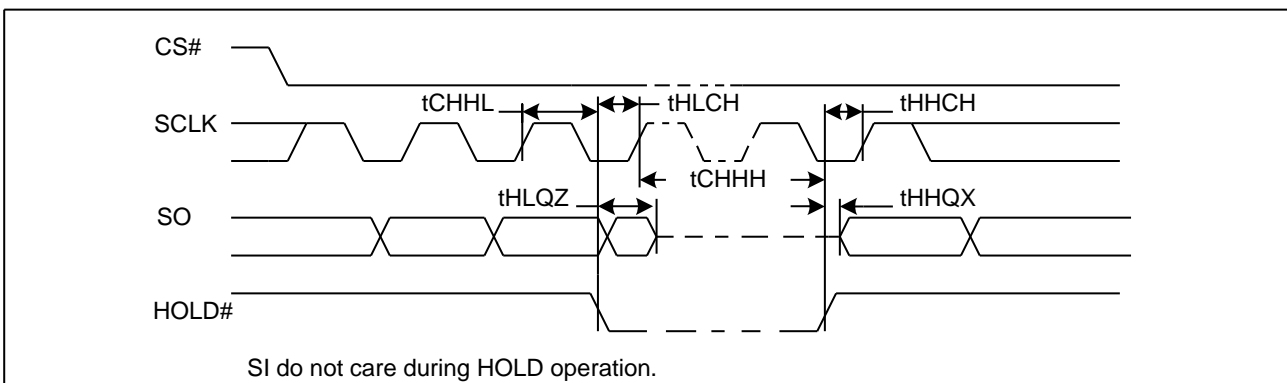 CS#
tCHHL
tHLCH
tHHCH
SCLK
tCHHH
tHLQZ
tHHQX
SO
HOLD#
SI do not care during HOLD operation.